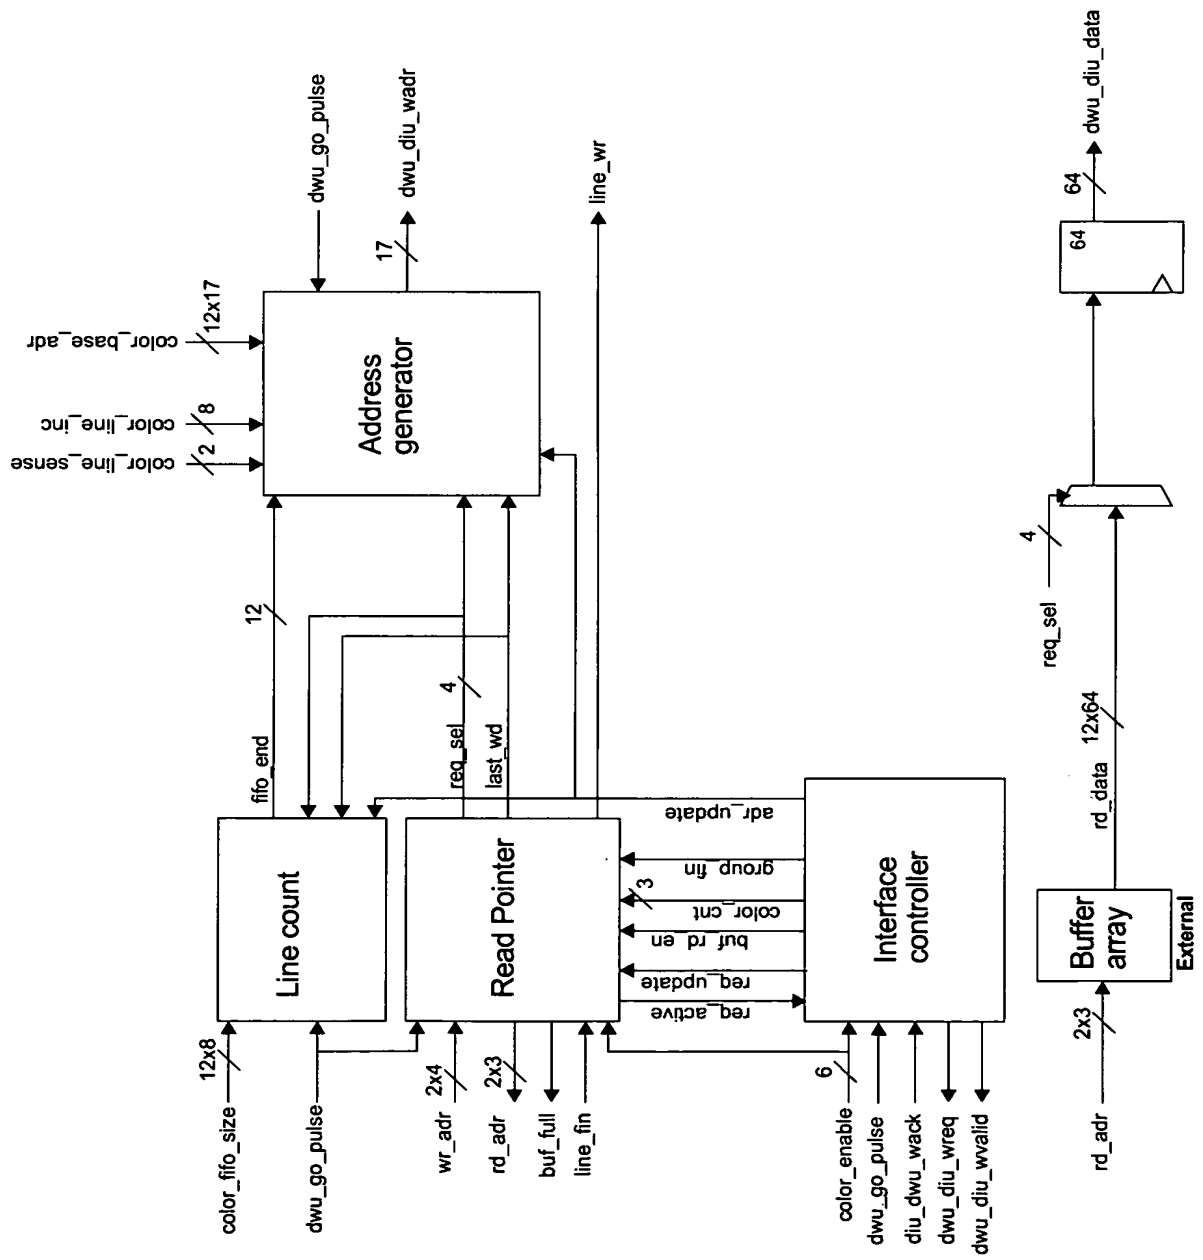 color_fifo_size
12x8
dwu_go_pulse
Line count
fifo_end
12
color_line_sense
2
color_line_inc
8
color_base_adr
12x17
Address
generator
dwu_go_pulse
17
dwu_diu_wadr
wr_adr
2x4
rd_adr
2x3
buf_full
line_fin
Read Pointer
req_sel
4
last_wd
line_wr
req_active
req_update
buf_rd_en
color_cnt
3
group_fin
adr_update
color_enable
6
dwu_go_pulse
diu_dwu_wack
dwu_diu_wreq
dwu_diu_wvalid
Interface
controller
rd_adr
2x3
Buffer
array
External
rd_data
12x64
req_sel
4
64
64
dwu_diu_data